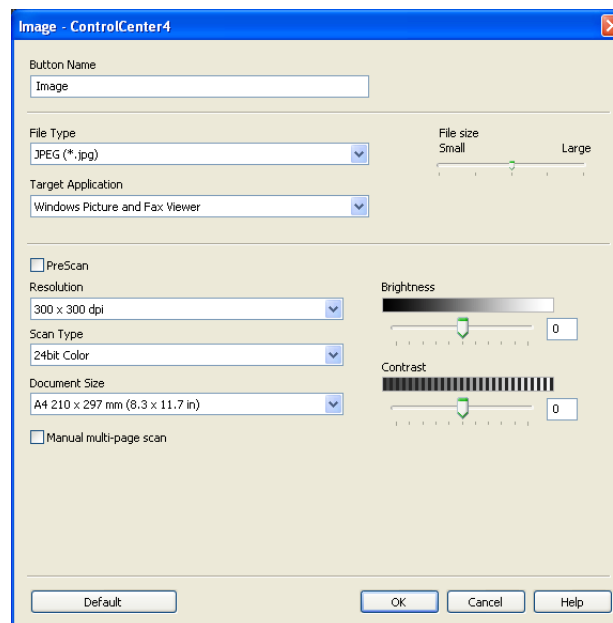 Image - ControlCenter4
Button Name
Image
File Type
JPEG (*.jpg)
File size
Small Large
Target Application
Windows Picture and Fax Viewer
PreScan
Resolution
300 x 300 dpi
Brightness
0
Scan Type
24bit Color
Contrast
0
Document Size
A4 210 x 297 mm (8.3 x 11.7 in)
Manual multi-page scan
Default OK Cancel Help